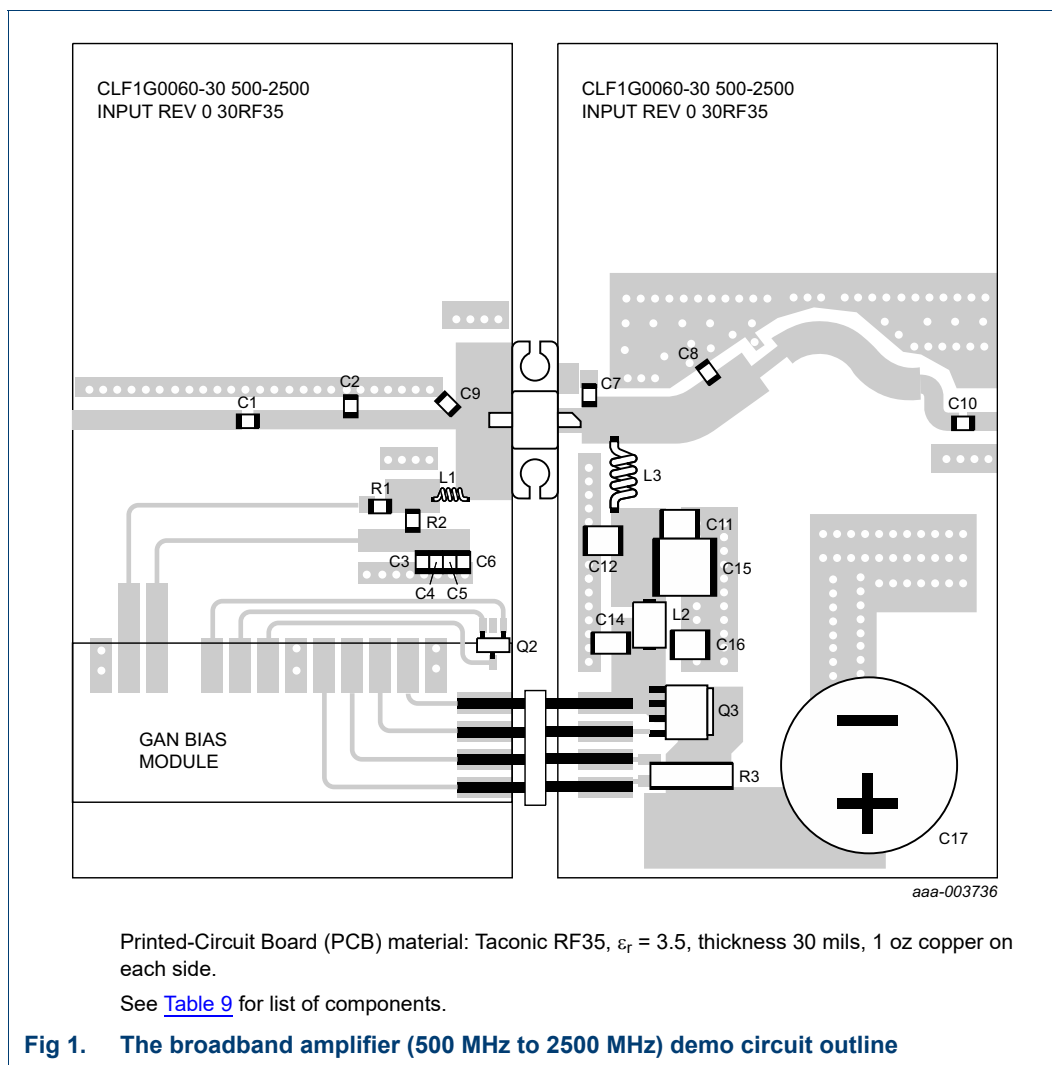 CLF1G0060-30 500-2500
INPUT REV 0 30RF35
CLF1G0060-30 500-2500
INPUT REV 0 30RF35
C1
C2
C9
C7
C8
C10
R1
L1
R2
L3
C3
C4
C5
C6
C12
C11
C15
C14
L2
C16
Q2
Q3
R3
GAN BIAS
MODULE
C17
aaa-003736
Printed-Circuit Board (PCB) material: Taconic RF35, εr = 3.5, thickness 30 mils, 1 oz copper on
each side.
See Table 9 for list of components.
Fig 1. The broadband amplifier (500 MHz to 2500 MHz) demo circuit outline